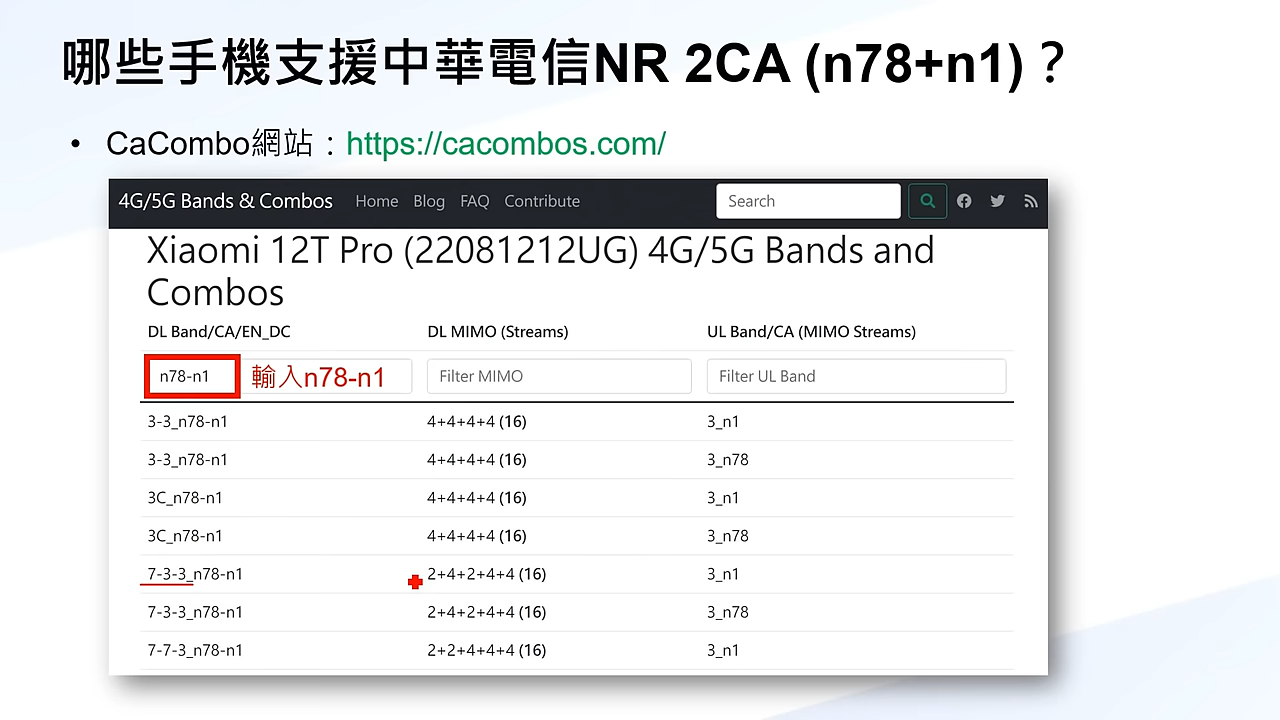 哪些手機支援中華電信NR 2CA (n78+n1)？
• CaCombo網站：https://cacombos.com/
4G/5G Bands & Combos Home Blog FAQ Contribute Search
Xiaomi 12T Pro (22081212UG) 4G/5G Bands and
Combos
DL Band/CA/EN_DC DL MIMO (Streams) UL Band/CA (MIMO Streams)
n78-n1 輸入n78-n1 Filter MIMO Filter UL Band
3-3_n78-n1 4+4+4+4 (16) 3_n1
3-3_n78-n1 4+4+4+4 (16) 3_n78
3C_n78-n1 4+4+4+4 (16) 3_n1
3C_n78-n1 4+4+4+4 (16) 3_n78
7-3-3_n78-n1 2+4+2+4+4 (16) 3_n1
7-3-3_n78-n1 2+4+2+4+4 (16) 3_n78
7-7-3_n78-n1 2+2+4+4+4 (16) 3_n1